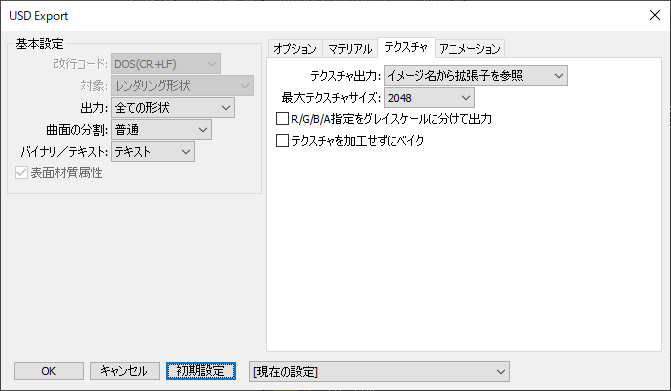 USD Export
基本設定
改行コード: DOS(CR+LF)
対象: レンダリング形状
出力: 全ての形状
曲面の分割: 普通
バイナリ／テキスト: テキスト
表面材質属性
オプション マテリアル テクスチャ アニメーション
テクスチャ出力: イメージ名から拡張子を参照
最大テクスチャサイズ: 2048
R/G/B/A指定をグレイスケールに分けて出力
テクスチャを加工せずにベイク
OK キャンセル 初期設定 [現在の設定]